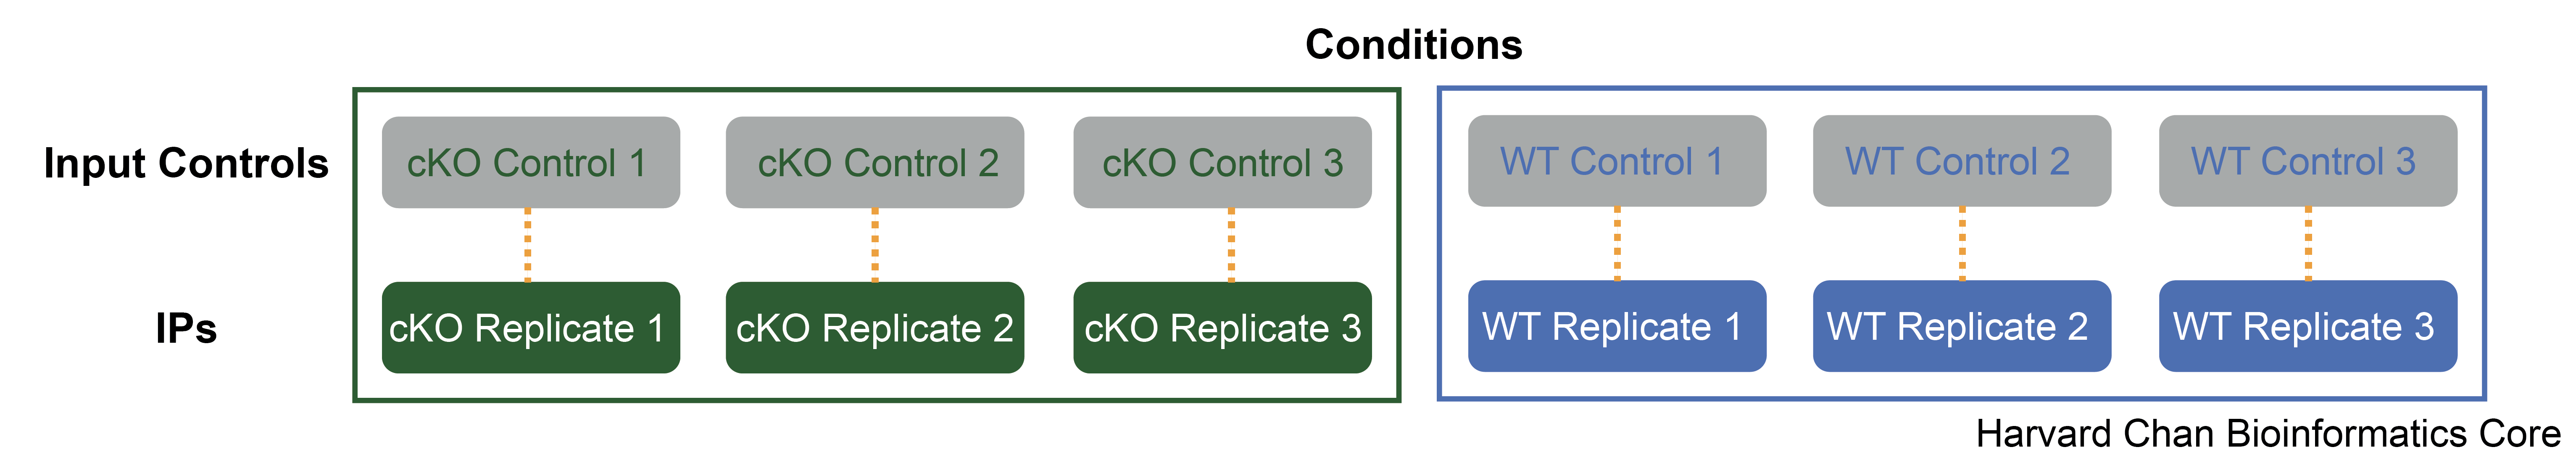 Conditions
Input Controls
cKO Control 1
cKO Control 2
cKO Control 3
WT Control 1
WT Control 2
WT Control 3
IPs
cKO Replicate 1
cKO Replicate 2
cKO Replicate 3
WT Replicate 1
WT Replicate 2
WT Replicate 3
Harvard Chan Bioinformatics Core